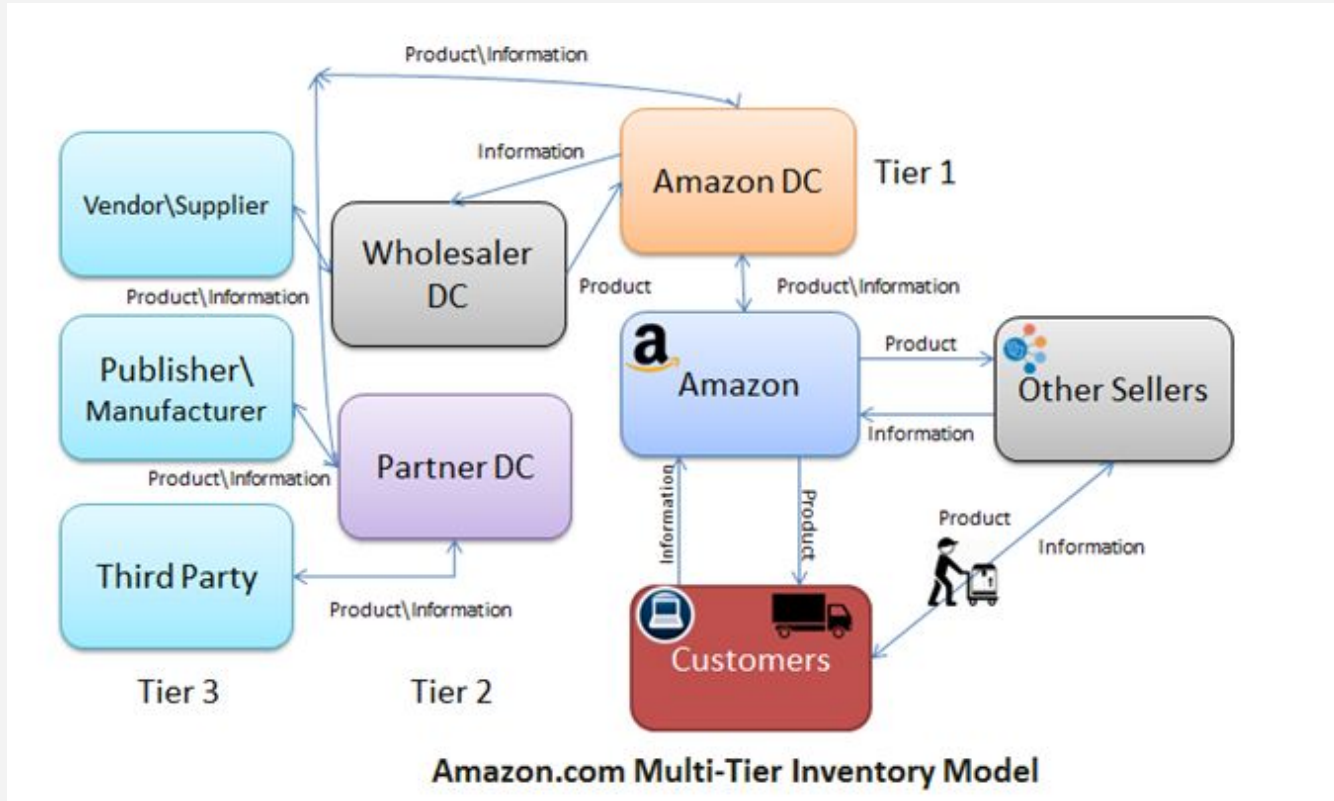 Product\Information
Information
Amazon DC
Tier 1
Vendor\Supplier
Wholesaler
DC
Product
Product\Information
Product\Information
Publisher\
Manufacturer
a
Amazon
Product
Information
Other Sellers
Partner DC
Product\Information
Information
Product
Product
Information
Third Party
Product\Information
Customers
Tier 3
Tier 2
Amazon.com Multi-Tier Inventory Model